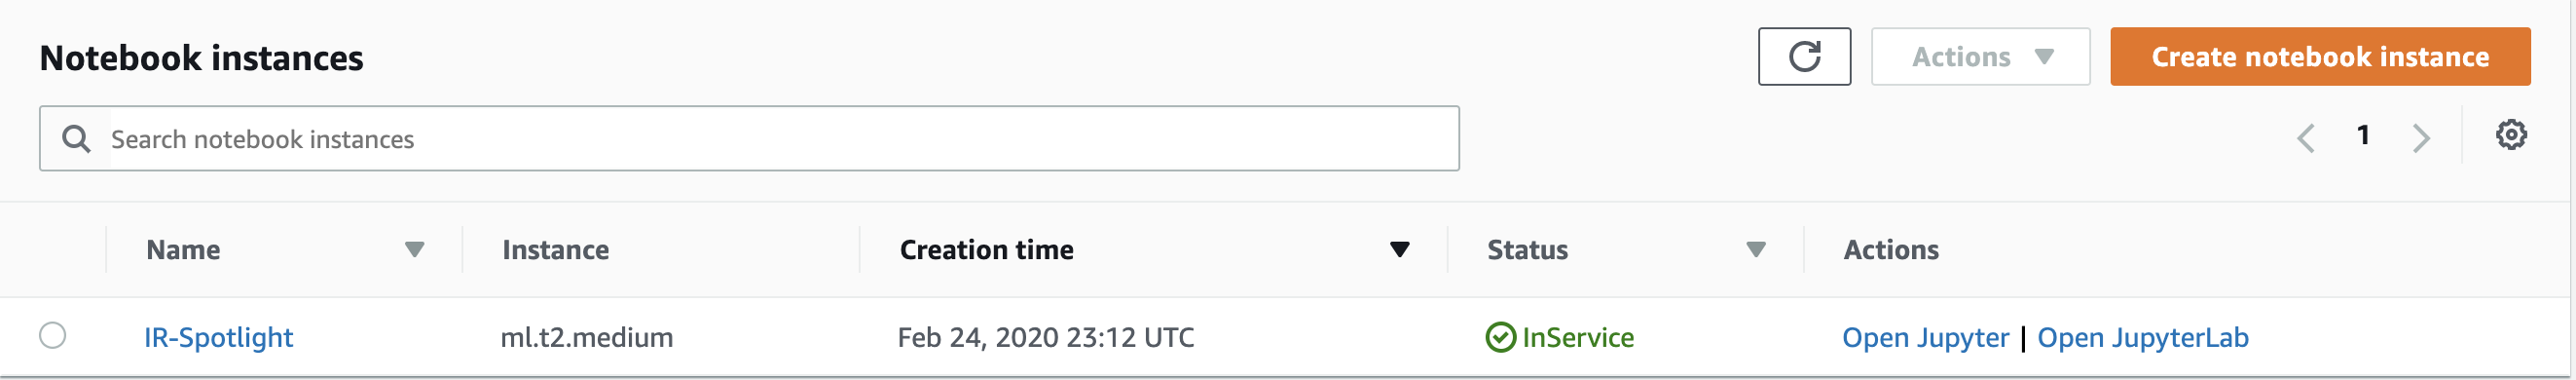 Notebook instances
Actions
Create notebook instance
Search notebook instances
1
Name Instance Creation time Status Actions
IR-Spotlight ml.t2.medium Feb 24, 2020 23:12 UTC InService Open Jupyter | Open JupyterLab